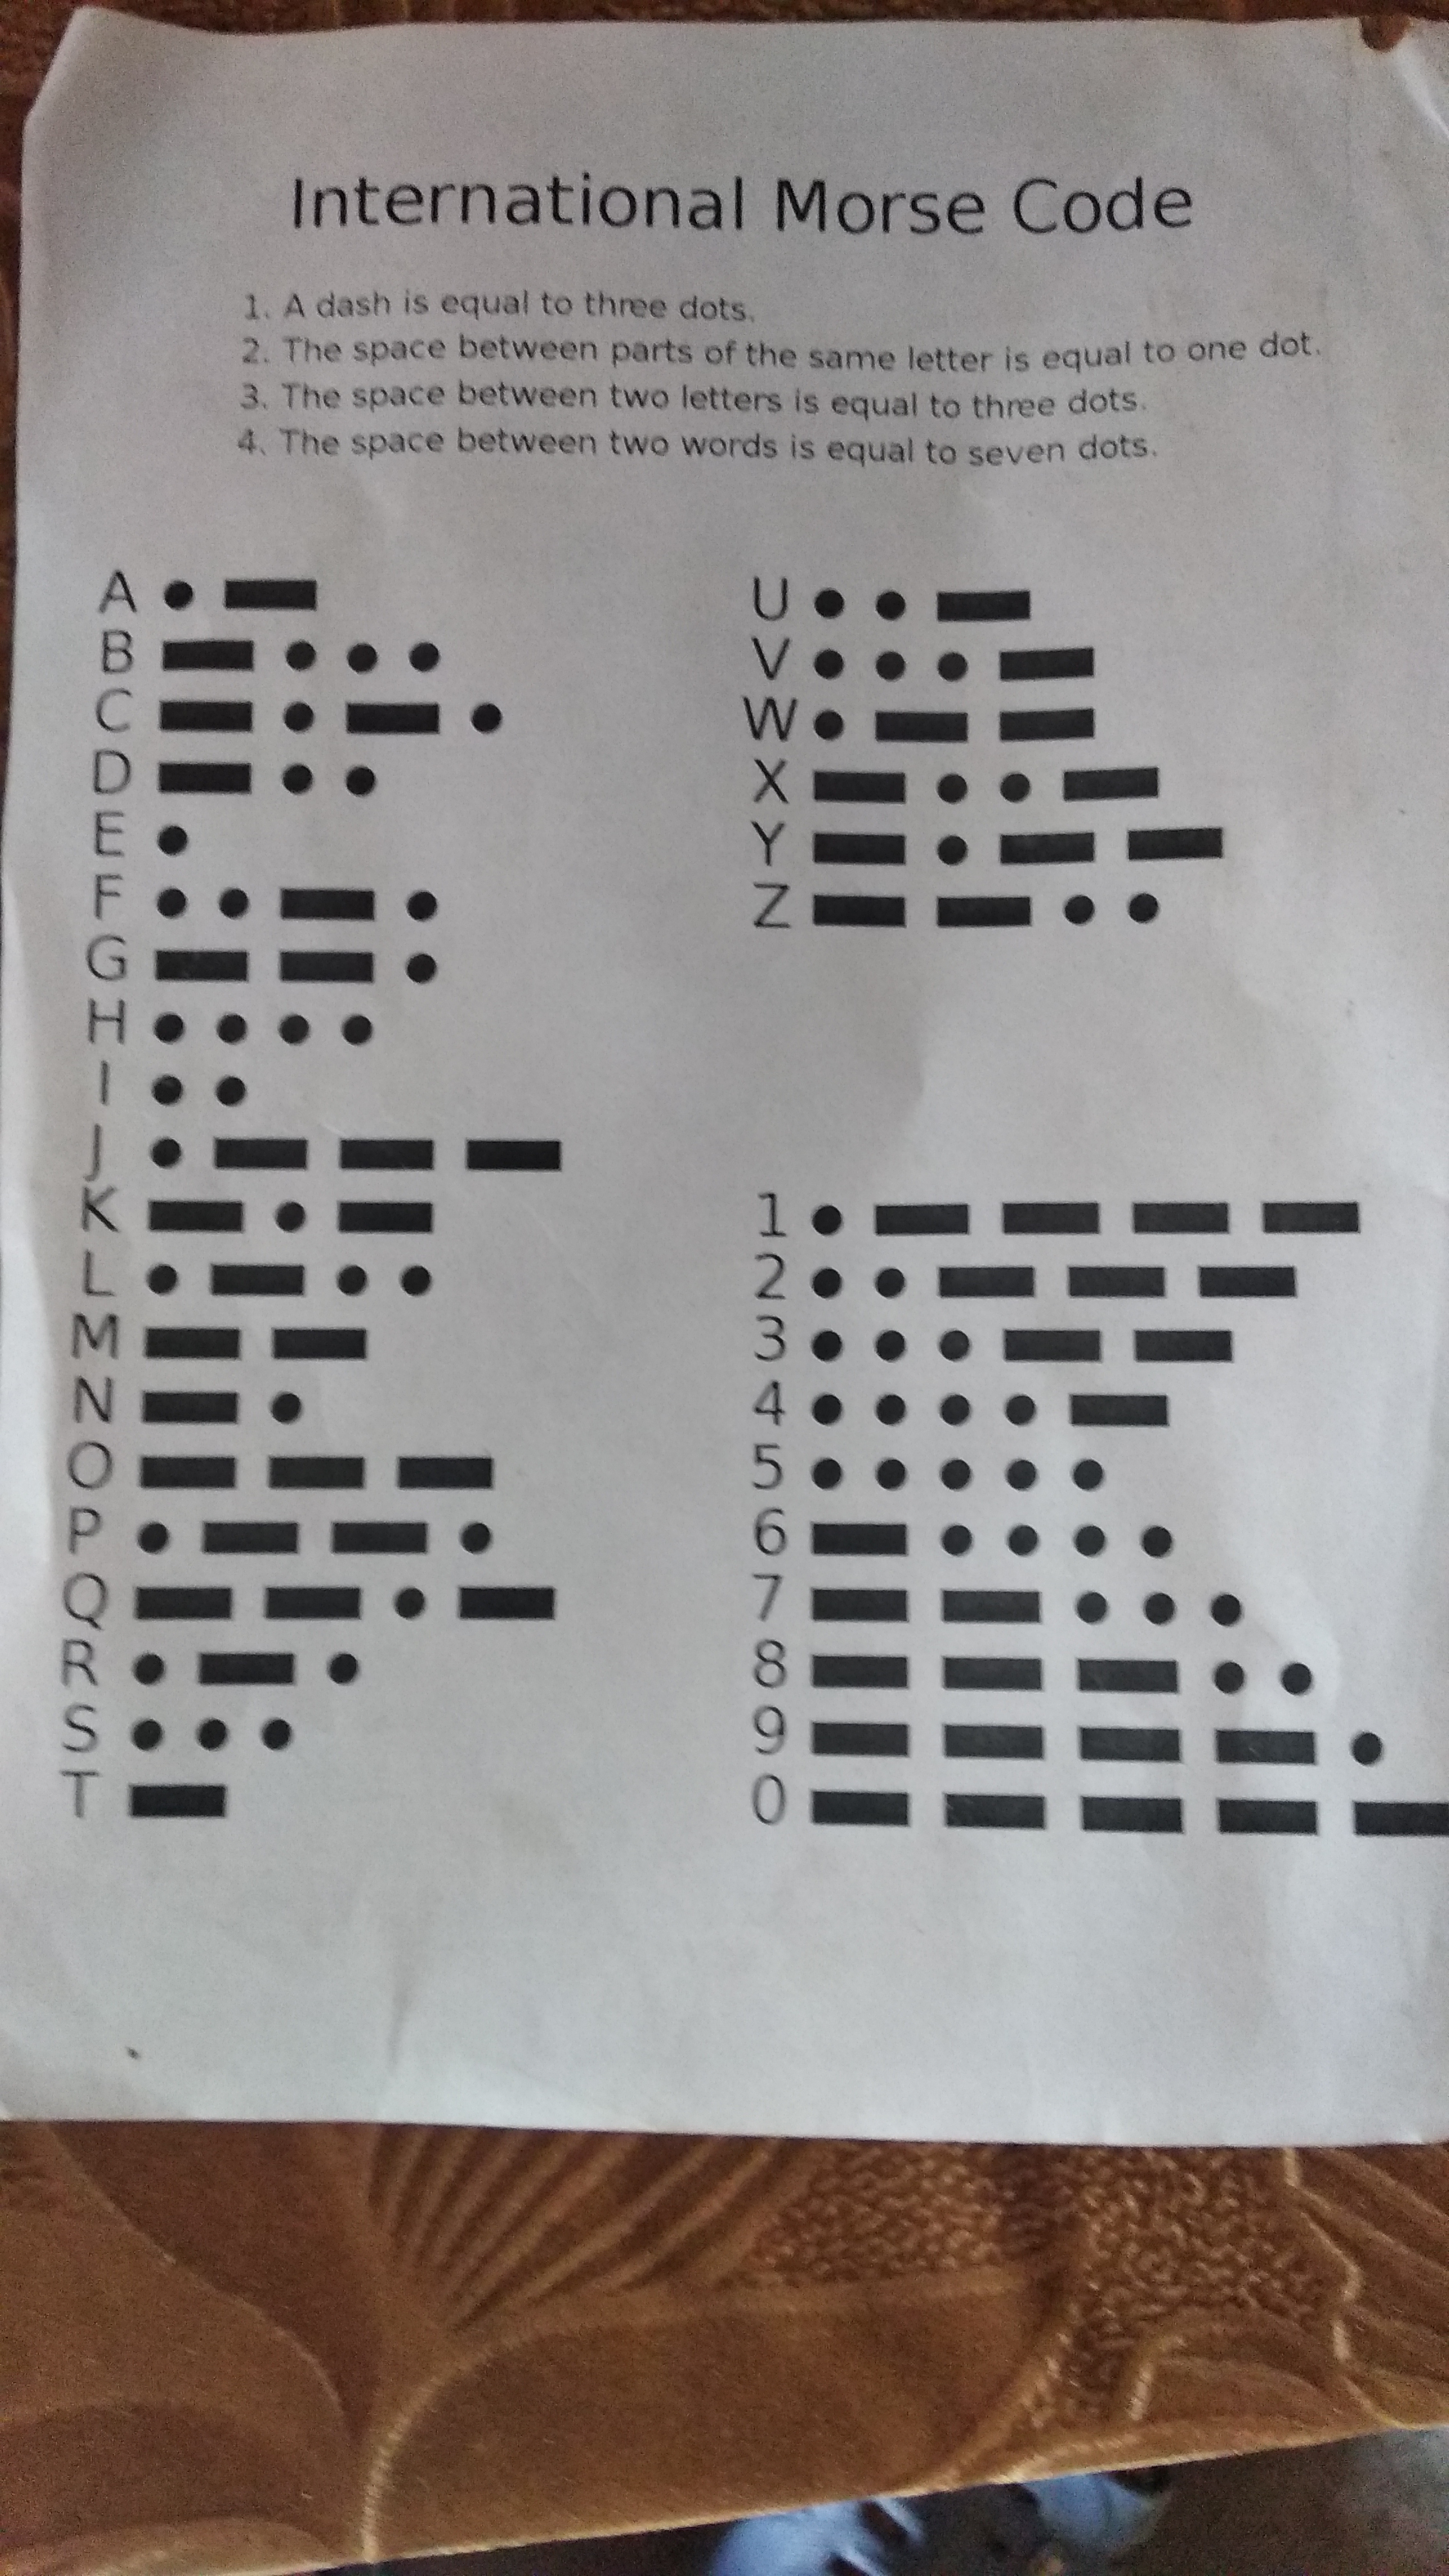 International Morse Code
1. A dash is equal to three dots.
2. The space between parts of the same letter is equal to one dot.
3. The space between two letters is equal to three dots.
4. The space between two words is equal to seven dots.
A • –
B – • • •
C – • – •
D – • •
E •
F • • – •
G – – •
H • • • •
I • •
J • – – –
K – • –
L • – • •
M – –
N – •
O – – –
P • – – •
Q – – • –
R • – •
S • • •
T –
U • • –
V • • • –
W • – –
X – • • –
Y – • – –
Z – – • •
1 • – – – –
2 • • – – –
3 • • • – –
4 • • • • –
5 • • • • •
6 – • • • •
7 – – • • •
8 – – – • •
9 – – – – •
0 – – – – –